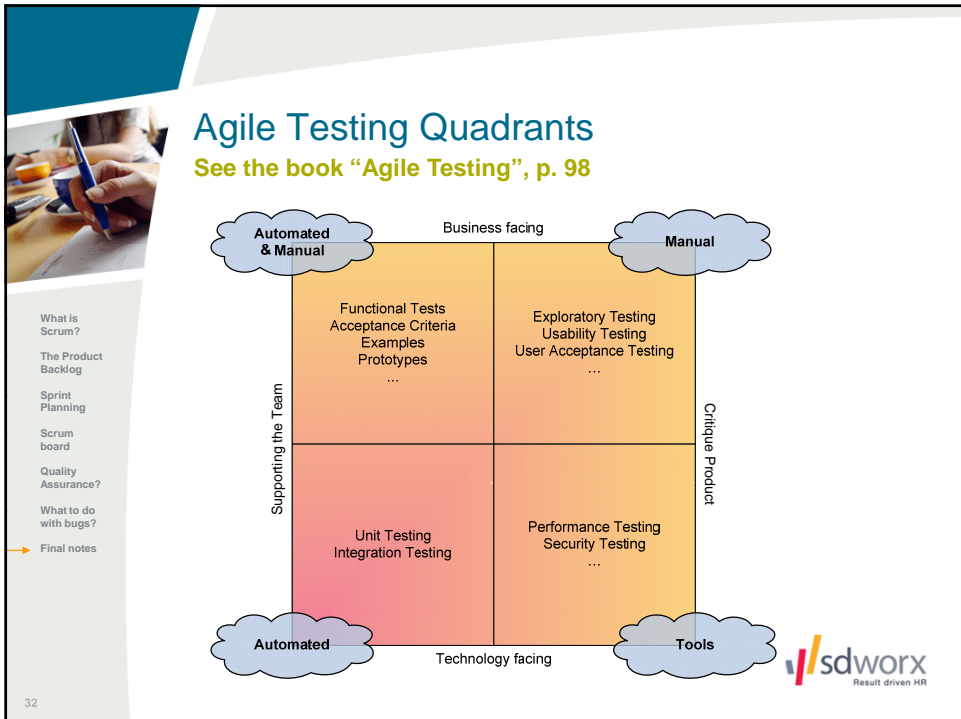 Agile Testing Quadrants
See the book “Agile Testing”, p. 98
What is
Scrum?
The Product
Backlog
Sprint
Planning
Scrum
board
Quality
Assurance?
What to do
with bugs?
Final notes
Automated
& Manual
Business facing
Manual
Functional Tests
Acceptance Criteria
Examples
Prototypes
...
Exploratory Testing
Usability Testing
User Acceptance Testing
...
Supporting the Team
Critique Product
Unit Testing
Integration Testing
Performance Testing
Security Testing
...
Automated
Technology facing
Tools
sdworx
Result driven HR
32